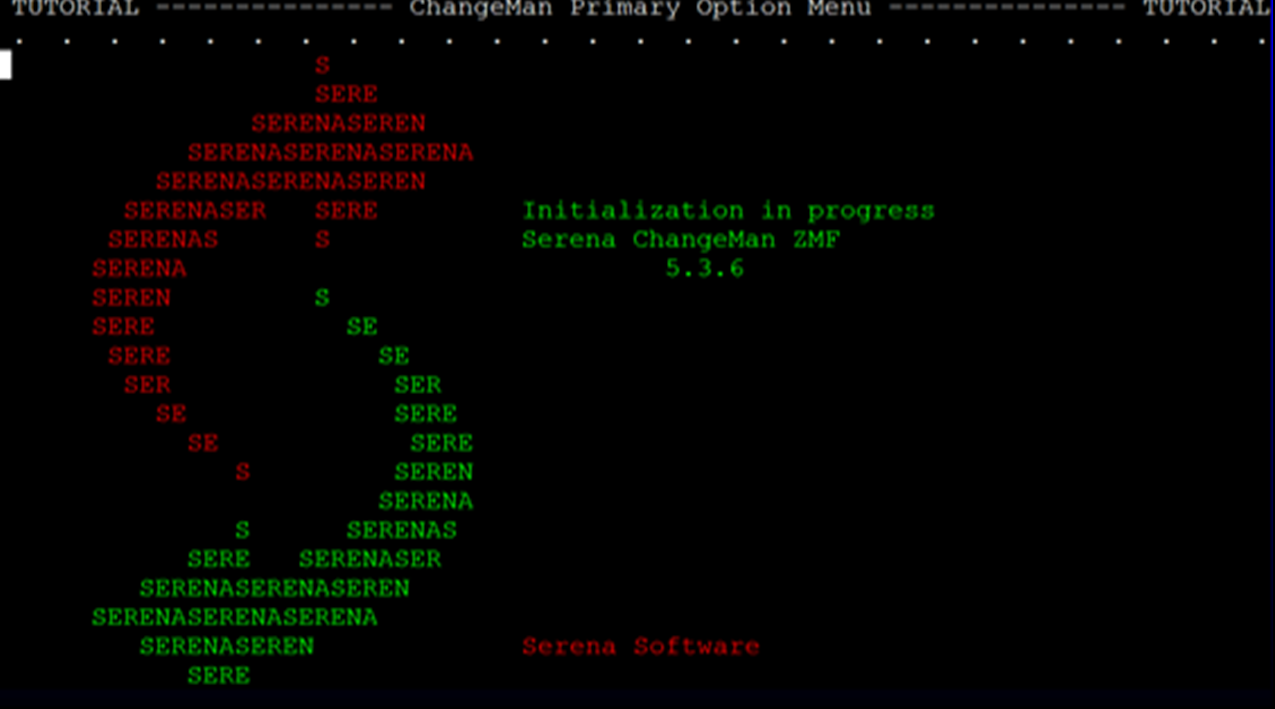 TUTORIAL --------------- ChangeMan Primary Option Menu --------------- TUTORIAL
. . . . . . . . . . . . . . . . . . . . . . . . . . .
S
SERE
SERENASEREN
SERENASERENASERENA
SERENASERENASEREN
SERENASER SERE Initialization in progress
SERENAS S Serena ChangeMan ZMF
SERENA 5.3.6
SEREN S
SERE SE
SERE SE
SER SER
SE SERE
SE SERE
S SEREN
SERENA
S SERENAS
SERE SERENASER
SERENASERENASEREN
SERENASERENASERENA
SERENASEREN Serena Software
SERE